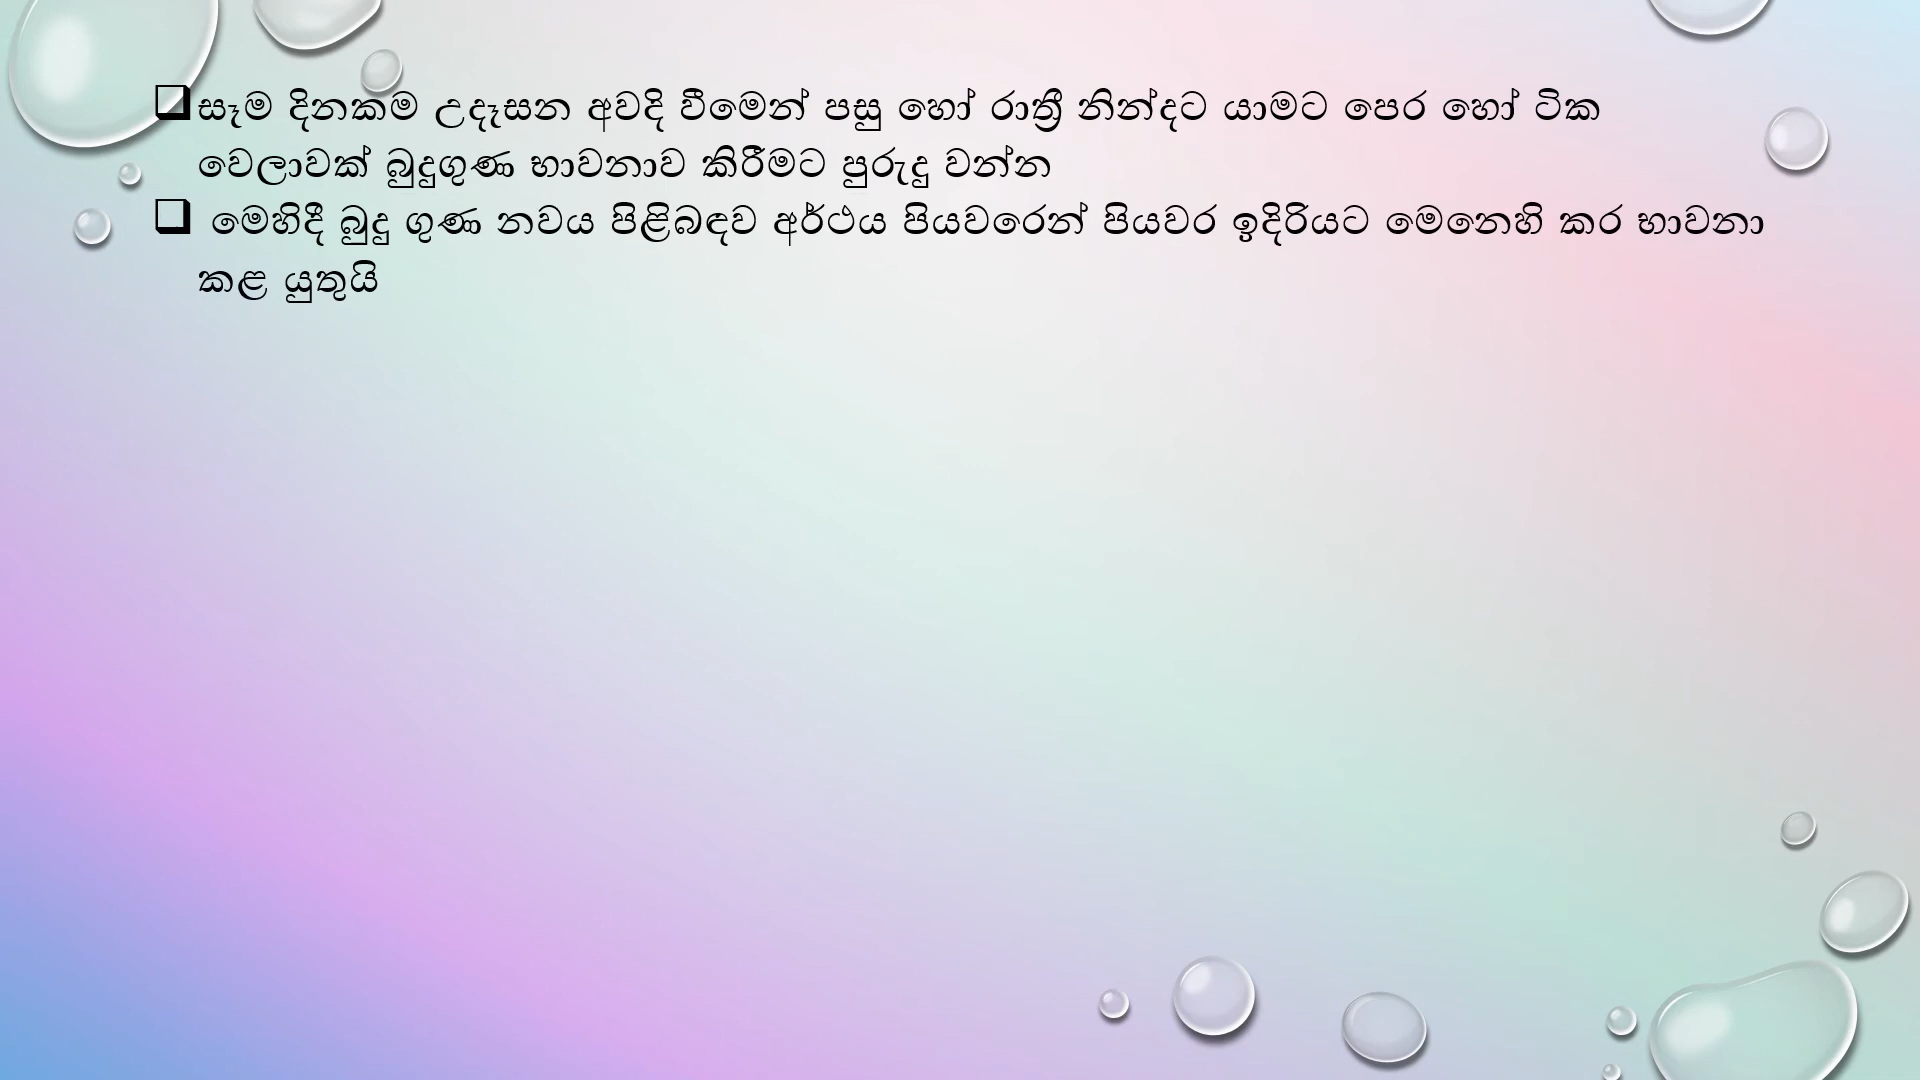 සෑම දිනකම උදෑසන අවදි වීමෙන් පසු හෝ රාත්‍රී නින්දට යාමට පෙර හෝ ටික
වෙලාවක් බුදුගුණ භාවනාව කිරීමට පුරුදු වන්න
මෙහිදී බුදු ගුණ නවය පිළිබඳව අර්ථය පියවරෙන් පියවර ඉදිරියට මෙනෙහි කර භාවනා
කළ යුතුයි